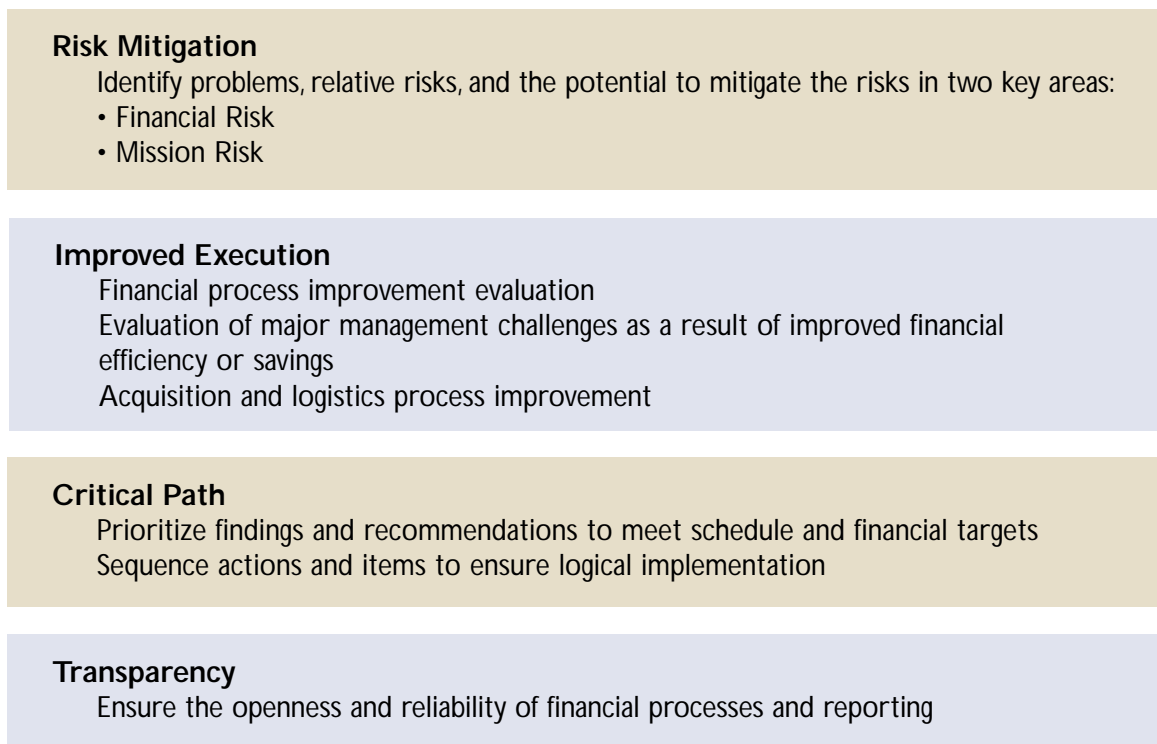 Risk Mitigation
Identify problems, relative risks, and the potential to mitigate the risks in two key areas:
• Financial Risk
• Mission Risk
Improved Execution
Financial process improvement evaluation
Evaluation of major management challenges as a result of improved financial
efficiency or savings
Acquisition and logistics process improvement
Critical Path
Prioritize findings and recommendations to meet schedule and financial targets
Sequence actions and items to ensure logical implementation
Transparency
Ensure the openness and reliability of financial processes and reporting